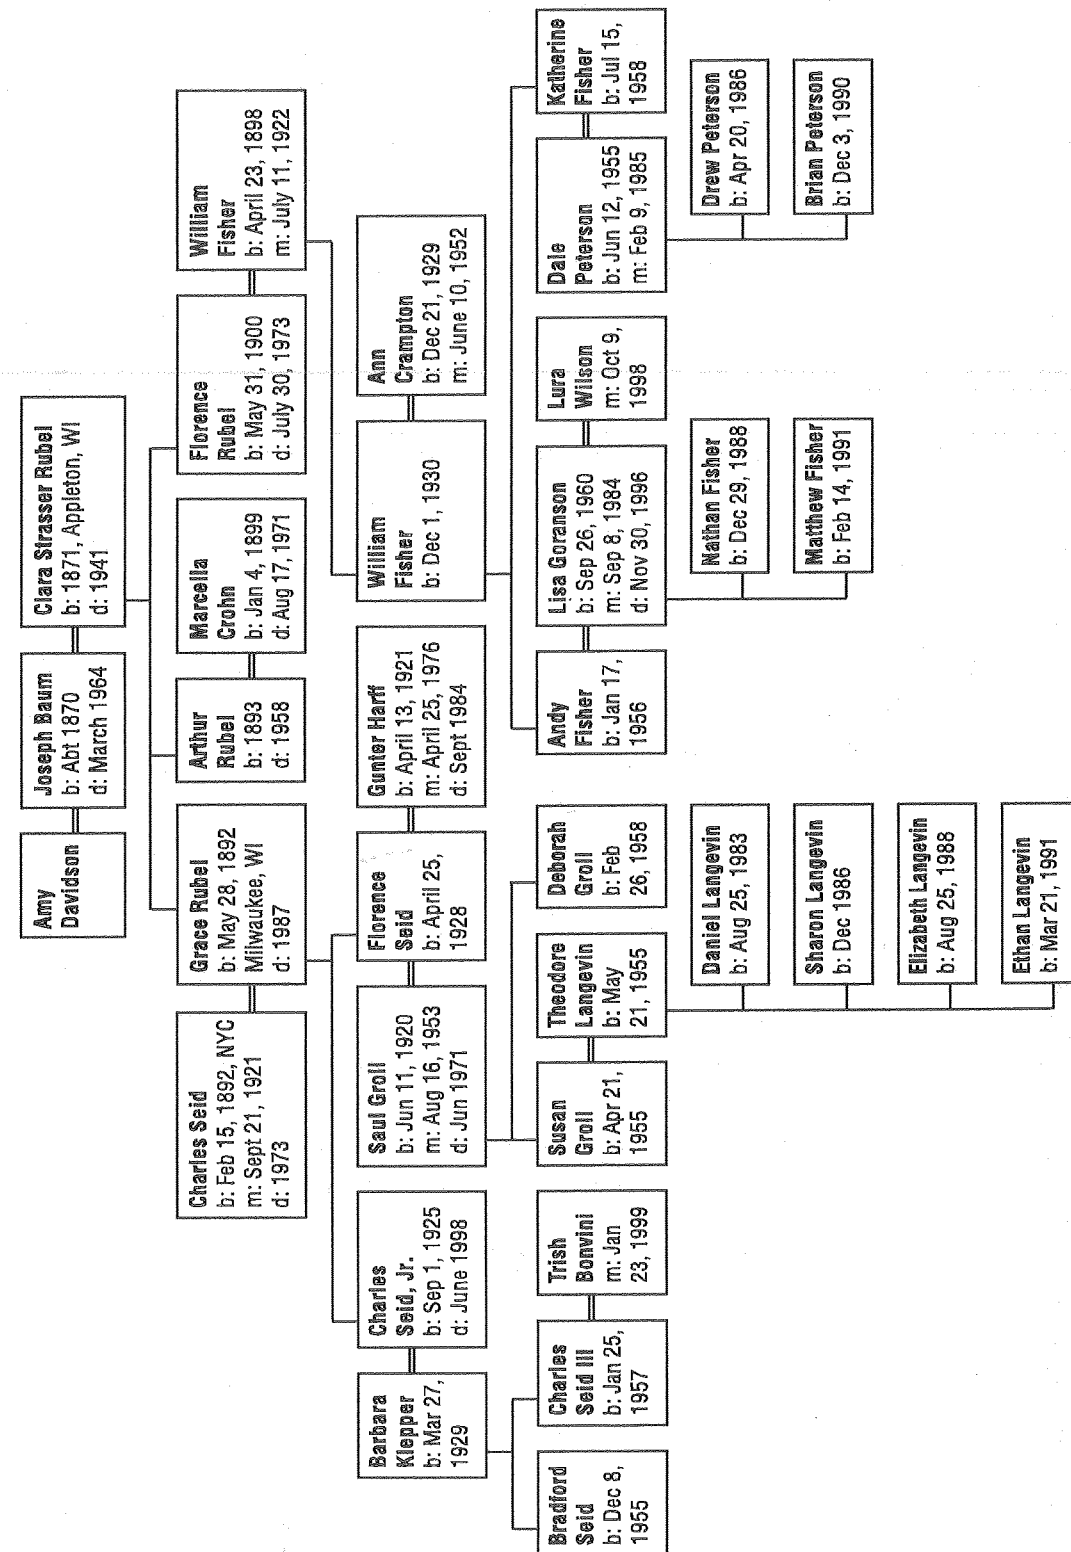 Amy
Davidson
Joseph Baum
b: Abt 1870
d: March 1964
Clara Strasser Rubel
b: 1871, Appleton, WI
d: 1941
Charles Seid
b: Feb 15, 1892, NYC
m: Sept 21, 1921
d: 1973
Grace Rubel
b: May 28, 1892
Milwaukee, WI
d: 1987
Arthur
Rubel
b: 1893
d: 1958
Marcella
Crohn
b: Jan 4, 1899
d: Aug 17, 1971
Florence
Rubel
b: May 31, 1900
d: July 30, 1973
William
Fisher
b: April 23, 1898
m: July 11, 1922
Barbara
Klepper
b: Mar 27,
1929
Charles
Seid, Jr.
b: Sep 1, 1925
d: June 1998
Saul Groll
b: Jun 11, 1920
m: Aug 16, 1953
d: Jun 1971
Florence
Seid
b: April 25,
1928
Gunter Harff
b: April 13, 1921
m: April 25, 1976
d: Sept 1984
William
Fisher
b: Dec 1, 1930
Ann
Crampton
b: Dec 21, 1929
m: June 10, 1952
Bradford
Seid
b: Dec 8,
1955
Charles
Seid III
b: Jan 25,
1957
Trish
Bonvini
m: Jan
23, 1999
Susan
Groll
b: Apr 21,
1955
Theodore
Langevin
b: May
21, 1955
Deborah
Groll
b: Feb
26, 1958
Andy
Fisher
b: Jan 17,
1956
Lisa Goranson
b: Sep 26, 1960
m: Sep 8, 1984
d: Nov 30, 1996
Lura
Wilson
m: Oct 9,
1998
Dale
Peterson
b: Jun 12, 1955
m: Feb 9, 1985
Katherine
Fisher
b: Jul 15,
1958
Daniel Langevin
b: Aug 25, 1983
Sharon Langevin
b: Dec 1986
Elizabeth Langevin
b: Aug 25, 1988
Ethan Langevin
b: Mar 21, 1991
Nathan Fisher
b: Dec 29, 1988
Matthew Fisher
b: Feb 14, 1991
Drew Peterson
b: Apr 20, 1986
Brian Peterson
b: Dec 3, 1990